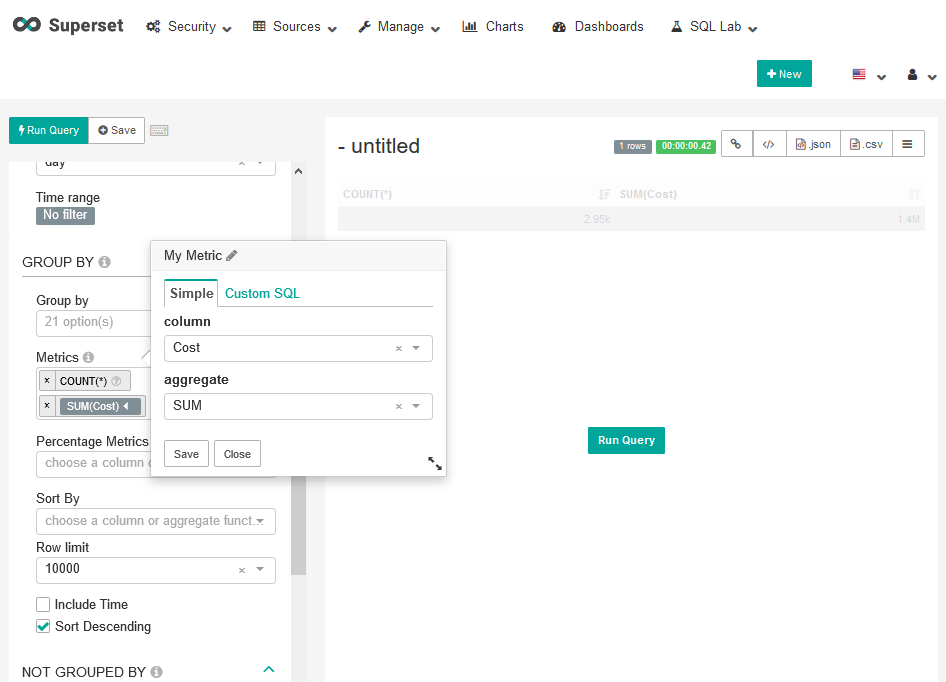 Superset Security Sources Manage Charts Dashboards SQL Lab
New
Run Query Save
- untitled 1 rows 00:00:00.42 .json .csv
day
Time range
No filter
COUNT(*) SUM(Cost)
2.95k 1.4M
My Metric
GROUP BY
Simple Custom SQL
Group by
21 option(s)
column
Cost
Metrics
COUNT(*)
SUM(Cost)
aggregate
SUM
Percentage Metrics
choose a column
Save Close
Run Query
Sort By
choose a column or aggregate funct...
Row limit
10000
Include Time
Sort Descending
NOT GROUPED BY